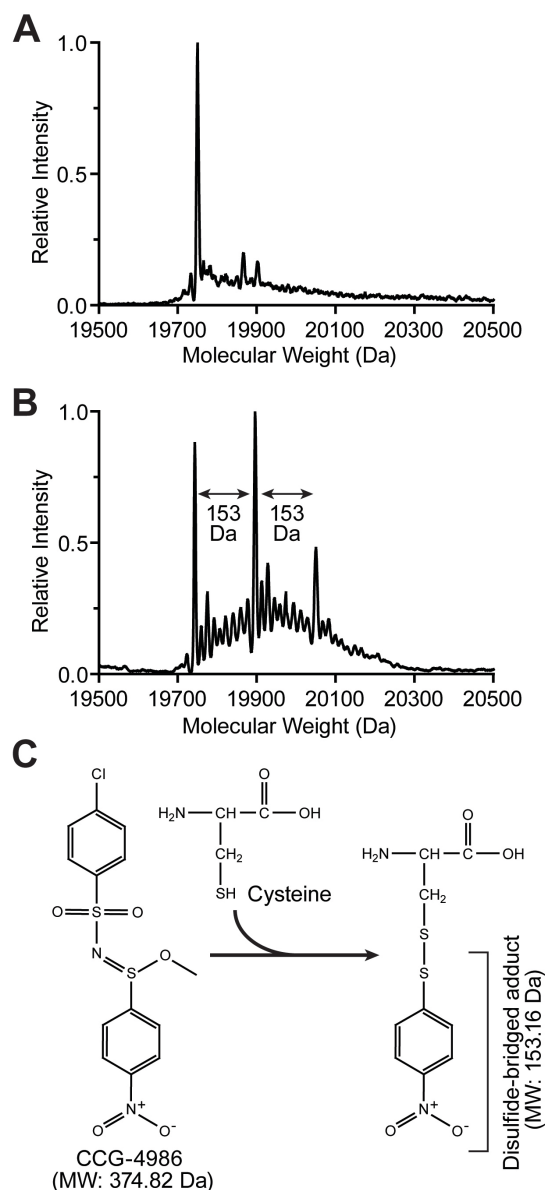 A
Relative Intensity
1.0
0.5
0.0
19500 19700 19900 20100 20300 20500
Molecular Weight (Da)
B
Relative Intensity
1.0
0.5
0.0
153
Da
153
Da
19500 19700 19900 20100 20300 20500
Molecular Weight (Da)
C
Cl
O S O
N
S O
N+
O O-
CCG-4986
(MW: 374.82 Da)
O
H2N CH C OH
CH2
SH Cysteine
O
H2N CH C OH
CH2
S
S
N+
O O-
Disulfide-bridged adduct
(MW: 153.16 Da)